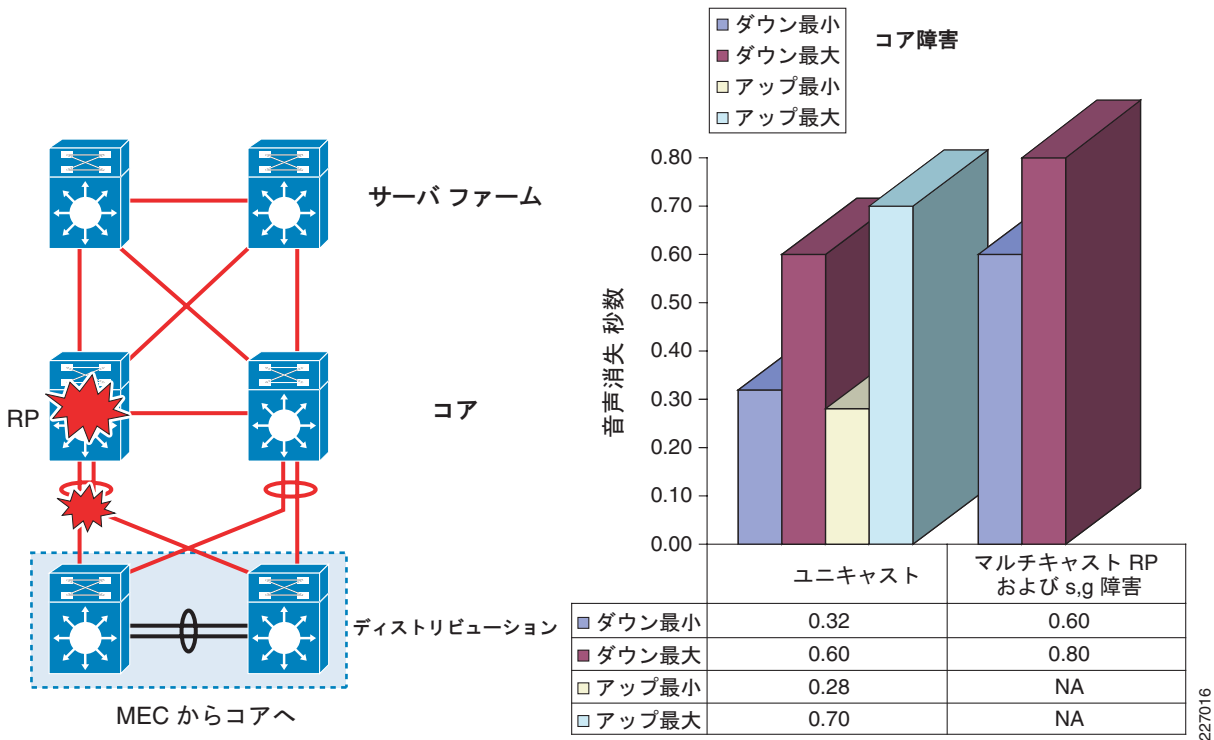 サーバ ファーム
RP
コア
ディストリビューション
MEC からコアへ
コア障害
ダウン最小
ダウン最大
アップ最小
アップ最大
音声消失 秒数
0.80
0.70
0.60
0.50
0.40
0.30
0.20
0.10
0.00
ユニキャスト
マルチキャスト RP
および s,g 障害
ダウン最小 0.32 0.60
ダウン最大 0.60 0.80
アップ最小 0.28 NA
アップ最大 0.70 NA
227016